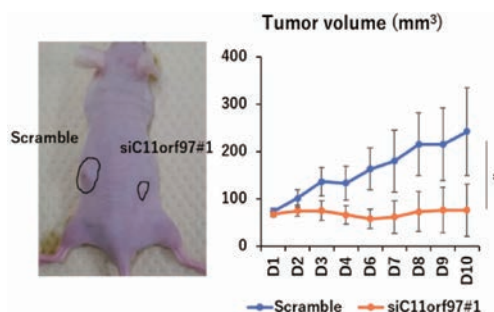 Tumor volume (mm³)
Scramble
siC11orf97#1
400
300
200
100
0
D1
D2
D3
D4
D6
D7
D8
D9
D10
Scramble
siC11orf97#1